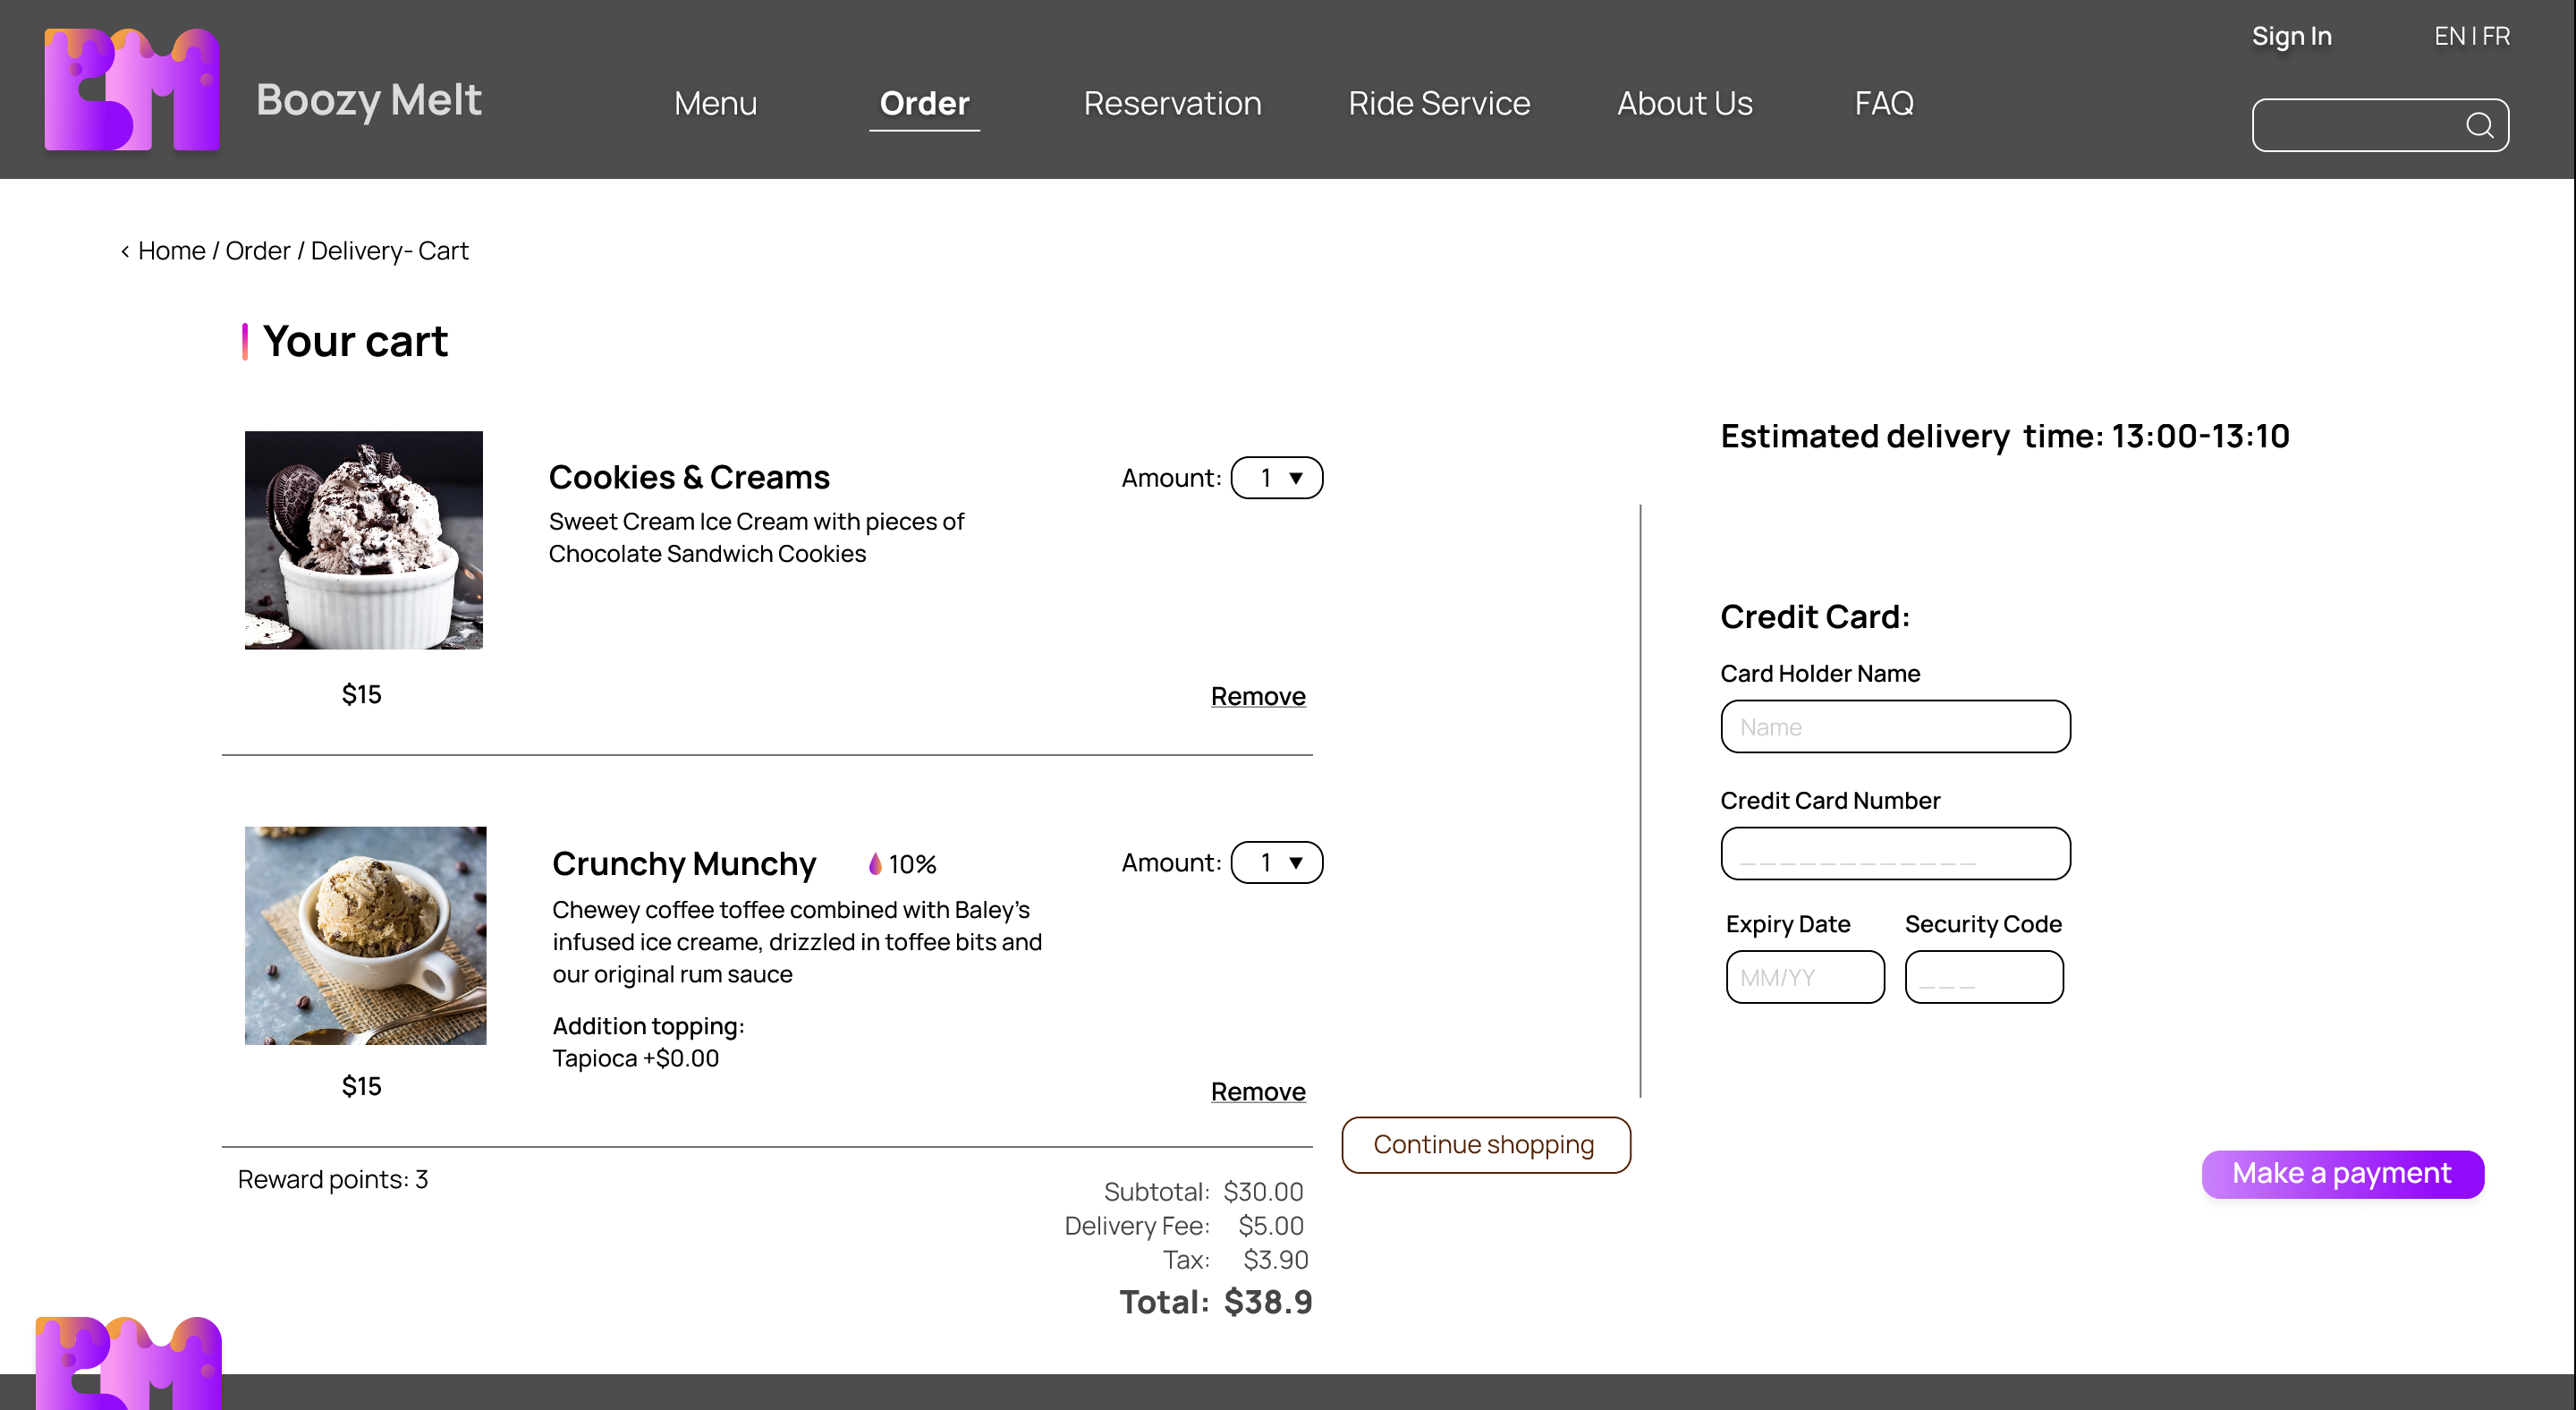 BM
Boozy Melt
Menu
Order
Reservation
Ride Service
About Us
FAQ
Sign In
EN | FR
< Home / Order / Delivery- Cart
Your cart
Cookies & Creams
Sweet Cream Ice Cream with pieces of
Chocolate Sandwich Cookies
Amount: 1 ▼
$15
Remove
Crunchy Munchy
10%
Chewey coffee toffee combined with Baley's
infused ice creame, drizzled in toffee bits and
our original rum sauce
Addition topping:
Tapioca +$0.00
Amount: 1 ▼
$15
Remove
Reward points: 3
Continue shopping
Subtotal: $30.00
Delivery Fee: $5.00
Tax: $3.90
Total: $38.9
Estimated delivery  time: 13:00-13:10
Credit Card:
Card Holder Name
Name
Credit Card Number
_ _ _ _ _ _ _ _ _ _ _ _
Expiry Date
Security Code
MM/YY
_ _ _
Make a payment
BM